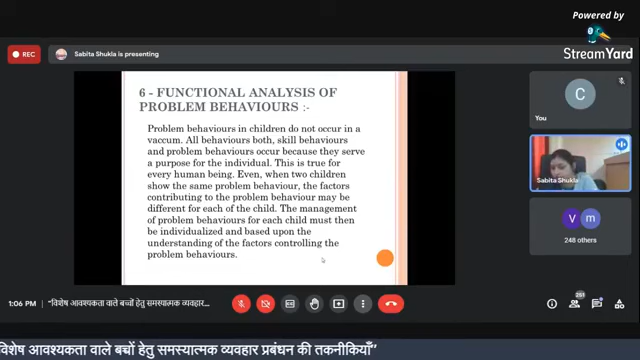 Powered by
StreamYard
REC
Sabita Shukla is presenting
6 - FUNCTIONAL ANALYSIS OF
PROBLEM BEHAVIOURS :-
Problem behaviours in children do not occur in a
vaccum. All behaviours both, skill behaviours
and problem behaviours occur because they serve
a purpose for the individual. This is true for
every human being. Even, when two children
show the same problem behaviour, the factors
contributing to the problem behaviour may be
different for each of the child. The management
of problem behaviours for each child must then
be individualized and based upon the
understanding of the factors controlling the
problem behaviours.
C
You
Sabita Shukla
V m
248 others
1:06 PM
"विशेष आवश्यकता वाले बच्चों हेतु समस्यात्मक व्यवहार...
251
विशेष आवश्यकता वाले बच्चों हेतु समस्यात्मक व्यवहार प्रबंधन की तकनीकियाँ"